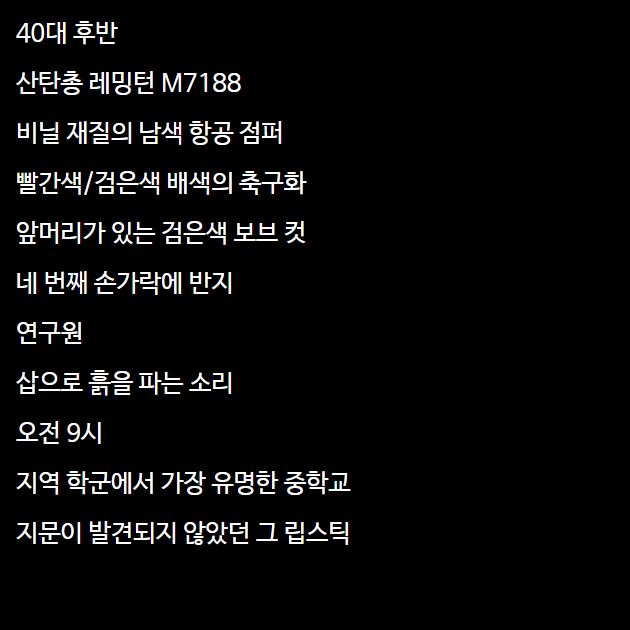 40대 후반
산탄총 레밍턴 M7188
비닐 재질의 남색 항공 점퍼
빨간색/검은색 배색의 축구화
앞머리가 있는 검은색 보브 컷
네 번째 손가락에 반지
연구원
삽으로 흙을 파는 소리
오전 9시
지역 학군에서 가장 유명한 중학교
지문이 발견되지 않았던 그 립스틱